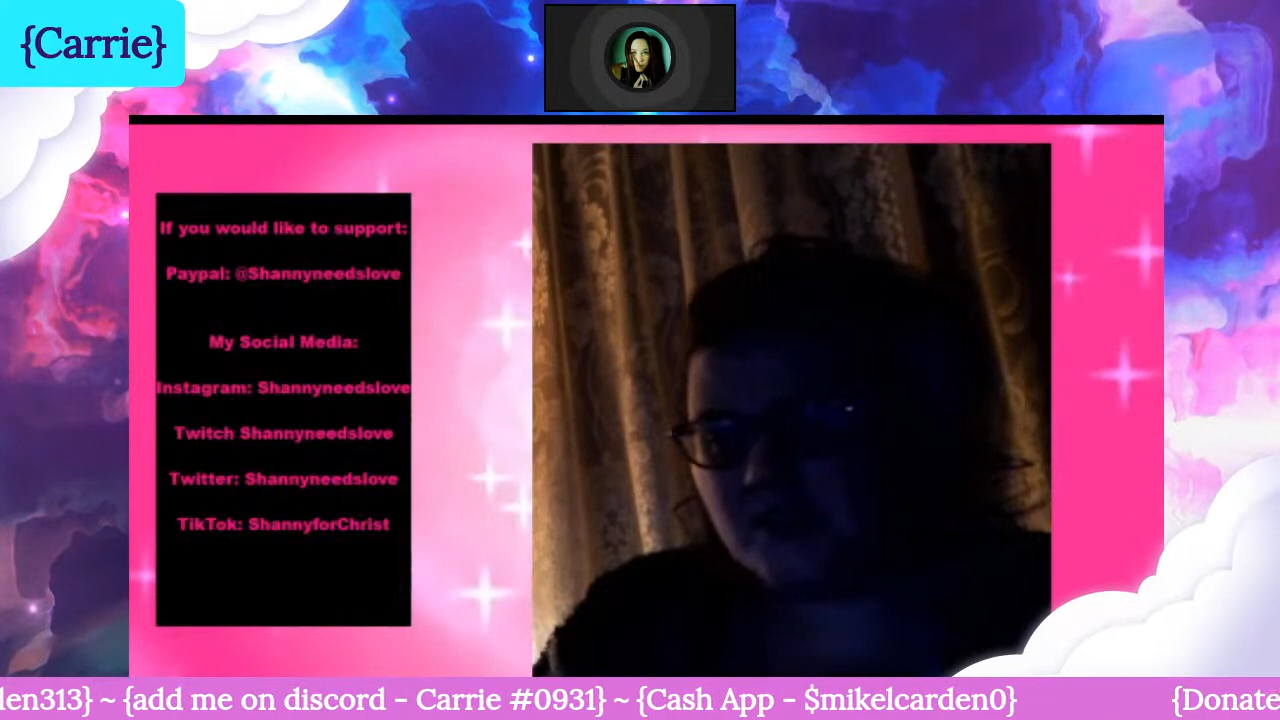 {Carrie}
If you would like to support:
Paypal: @Shannyneedslove
My Social Media:
Instagram: Shannyneedslove
Twitch Shannyneedslove
Twitter: Shannyneedslove
TikTok: ShannyforChrist
len313} ~ {add me on discord - Carrie #0931} ~ {Cash App - $mikelcarden0} {Donate